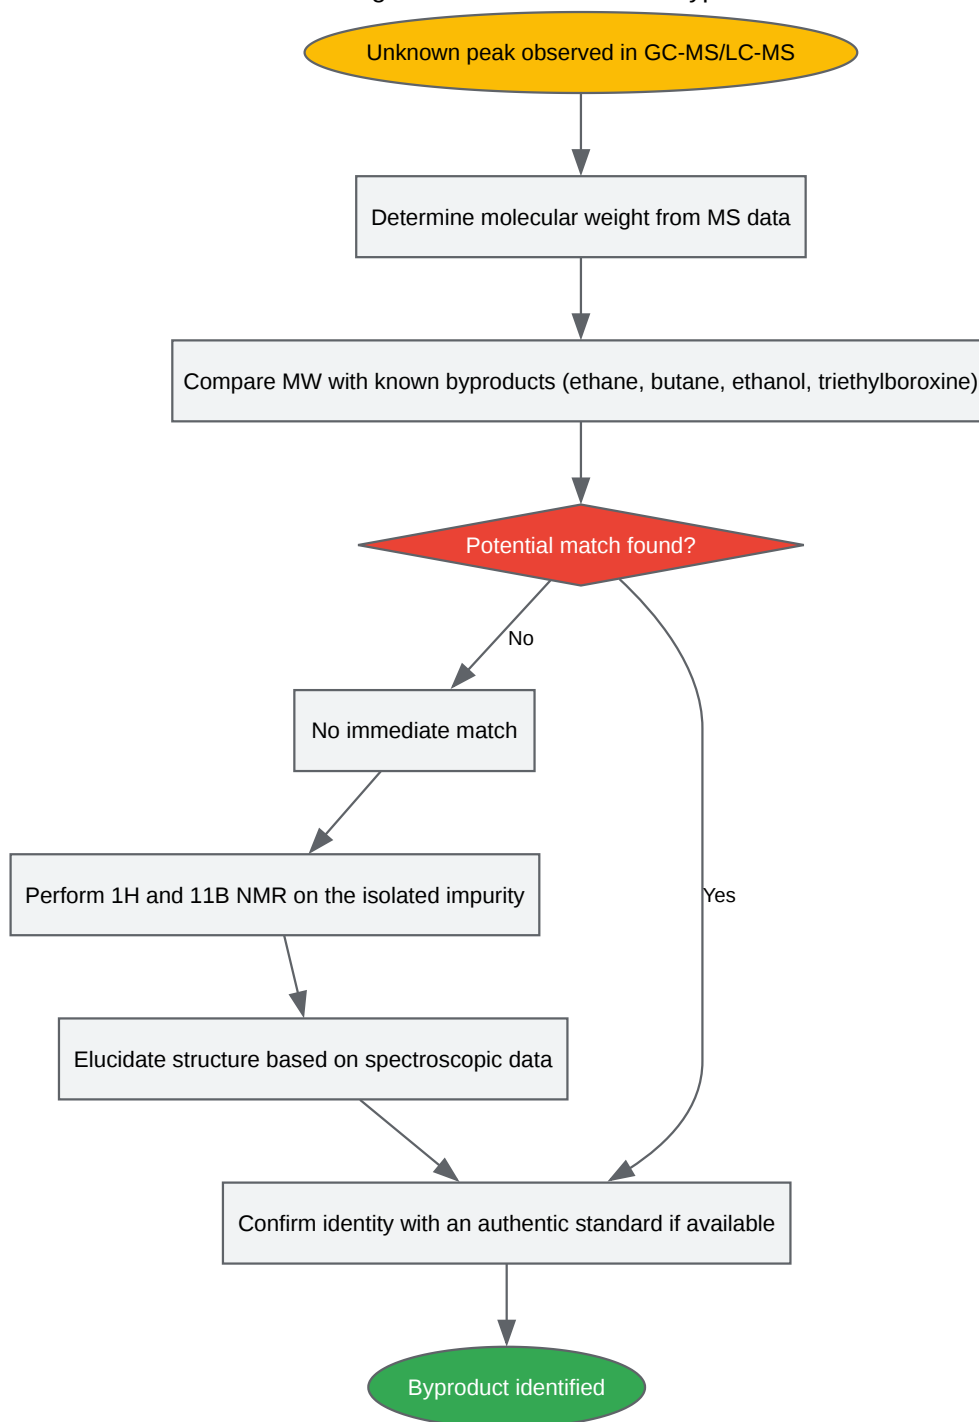 Unknown peak observed in GC-MS/LC-MS
Determine molecular weight from MS data
Compare MW with known byproducts (ethane, butane, ethanol, triethylboroxine)
Potential match found?
No
No immediate match
Perform 1H and 11B NMR on the isolated impurity
Yes
Elucidate structure based on spectroscopic data
Confirm identity with an authentic standard if available
Byproduct identified